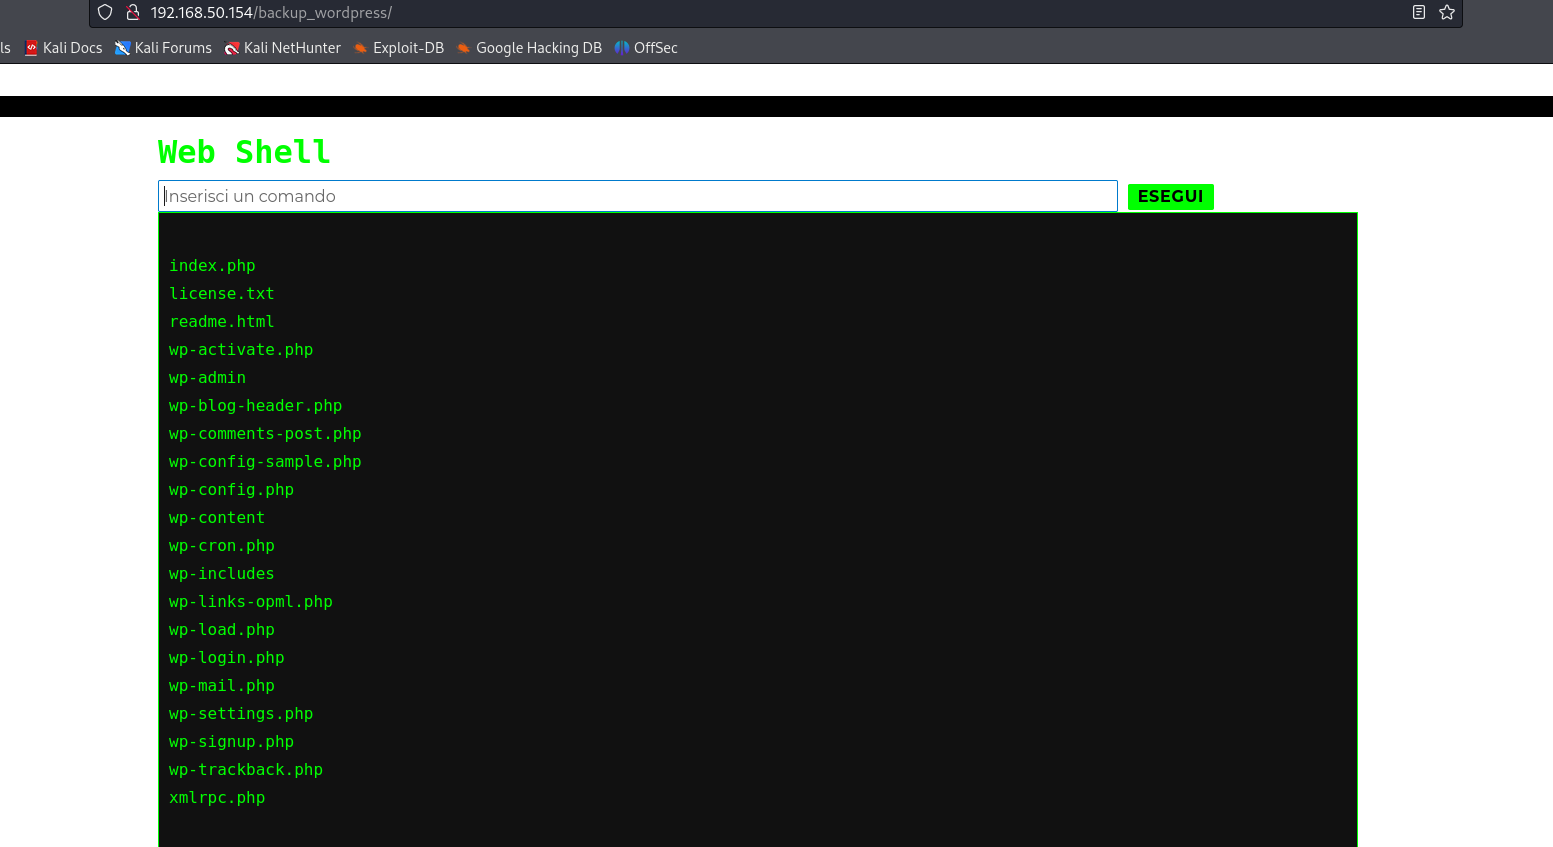 192.168.50.154/backup_wordpress/
ls Kali Docs Kali Forums Kali NetHunter Exploit-DB Google Hacking DB OffSec
Web Shell
Inserisci un comando ESEGUI
index.php
license.txt
readme.html
wp-activate.php
wp-admin
wp-blog-header.php
wp-comments-post.php
wp-config-sample.php
wp-config.php
wp-content
wp-cron.php
wp-includes
wp-links-opml.php
wp-load.php
wp-login.php
wp-mail.php
wp-settings.php
wp-signup.php
wp-trackback.php
xmlrpc.php